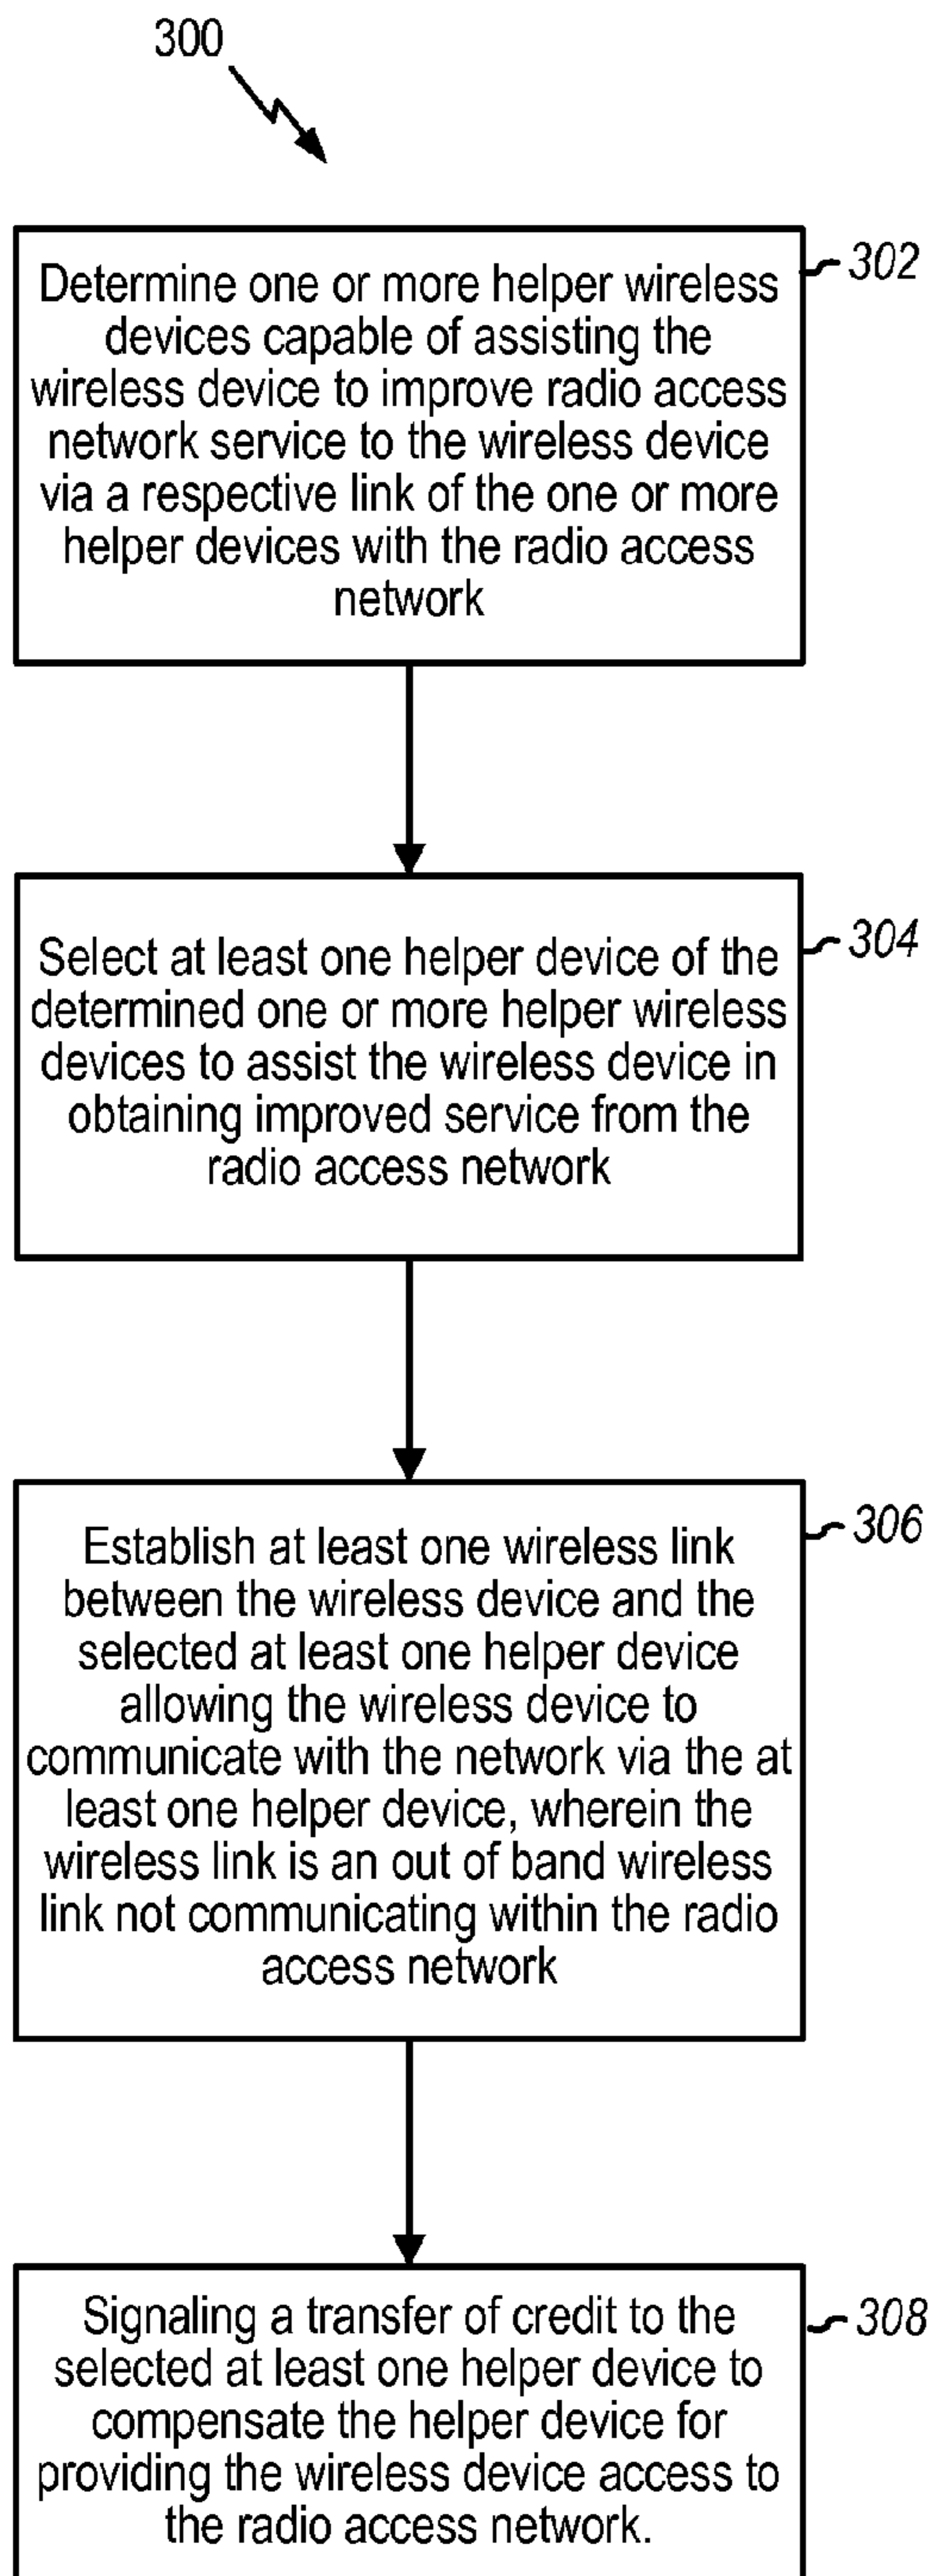 300
302
Determine one or more helper wireless
devices capable of assisting the
wireless device to improve radio access
network service to the wireless device
via a respective link of the one or more
helper devices with the radio access
network
304
Select at least one helper device of the
determined one or more helper wireless
devices to assist the wireless device in
obtaining improved service from the
radio access network
306
Establish at least one wireless link
between the wireless device and the
selected at least one helper device
allowing the wireless device to
communicate with the network via the at
least one helper device, wherein the
wireless link is an out of band wireless
link not communicating within the radio
access network
308
Signaling a transfer of credit to the
selected at least one helper device to
compensate the helper device for
providing the wireless device access to
the radio access network.